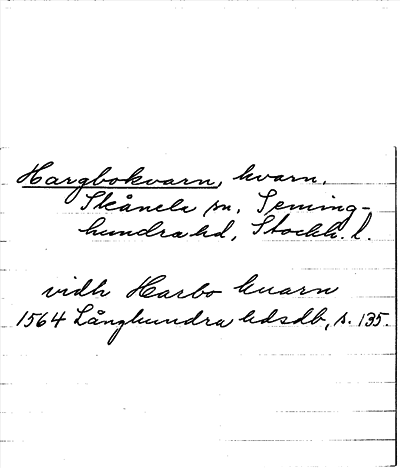 Hargbokvarn, kvarn.
Skånela sn, Seming-
hundra hd, Stockh. l.
vidh Harbo kuarn
1564 Långhundra hdsdb, s. 135.